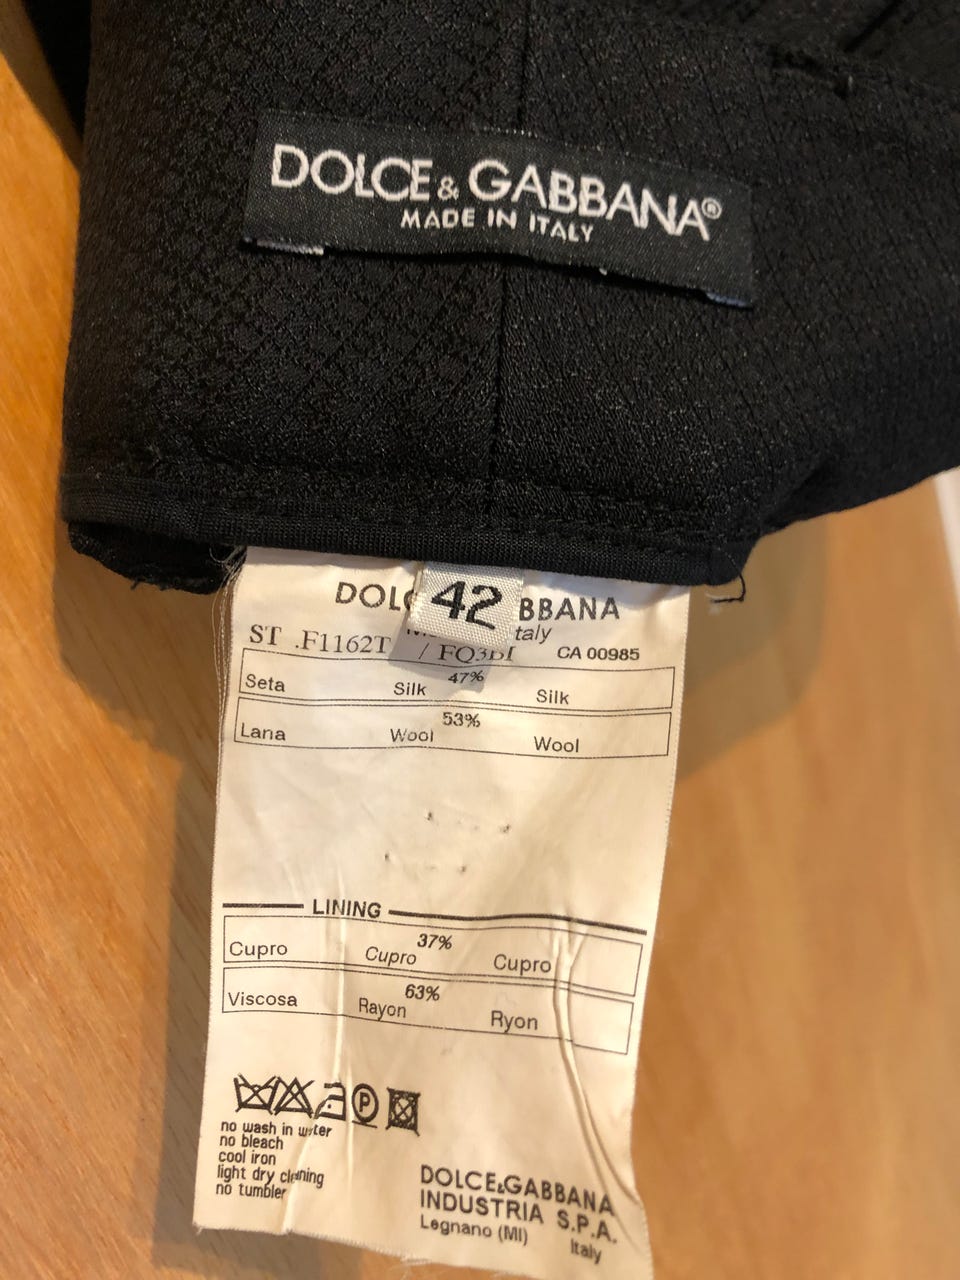 DOLCE & GABBANA®
MADE IN ITALY
42
ST .F1162T / FQ3BI CA 00985
47%
Seta Silk Silk
53%
Lana Wool Wool
LINING
37%
Cupro Cupro Cupro
63%
Viscosa Rayon Ryon
P
no wash in water
no bleach
cool iron
light dry cleaning
no tumbler
DOLCE&GABBANA
INDUSTRIA S.P.A.
Legnano (MI)
Italy